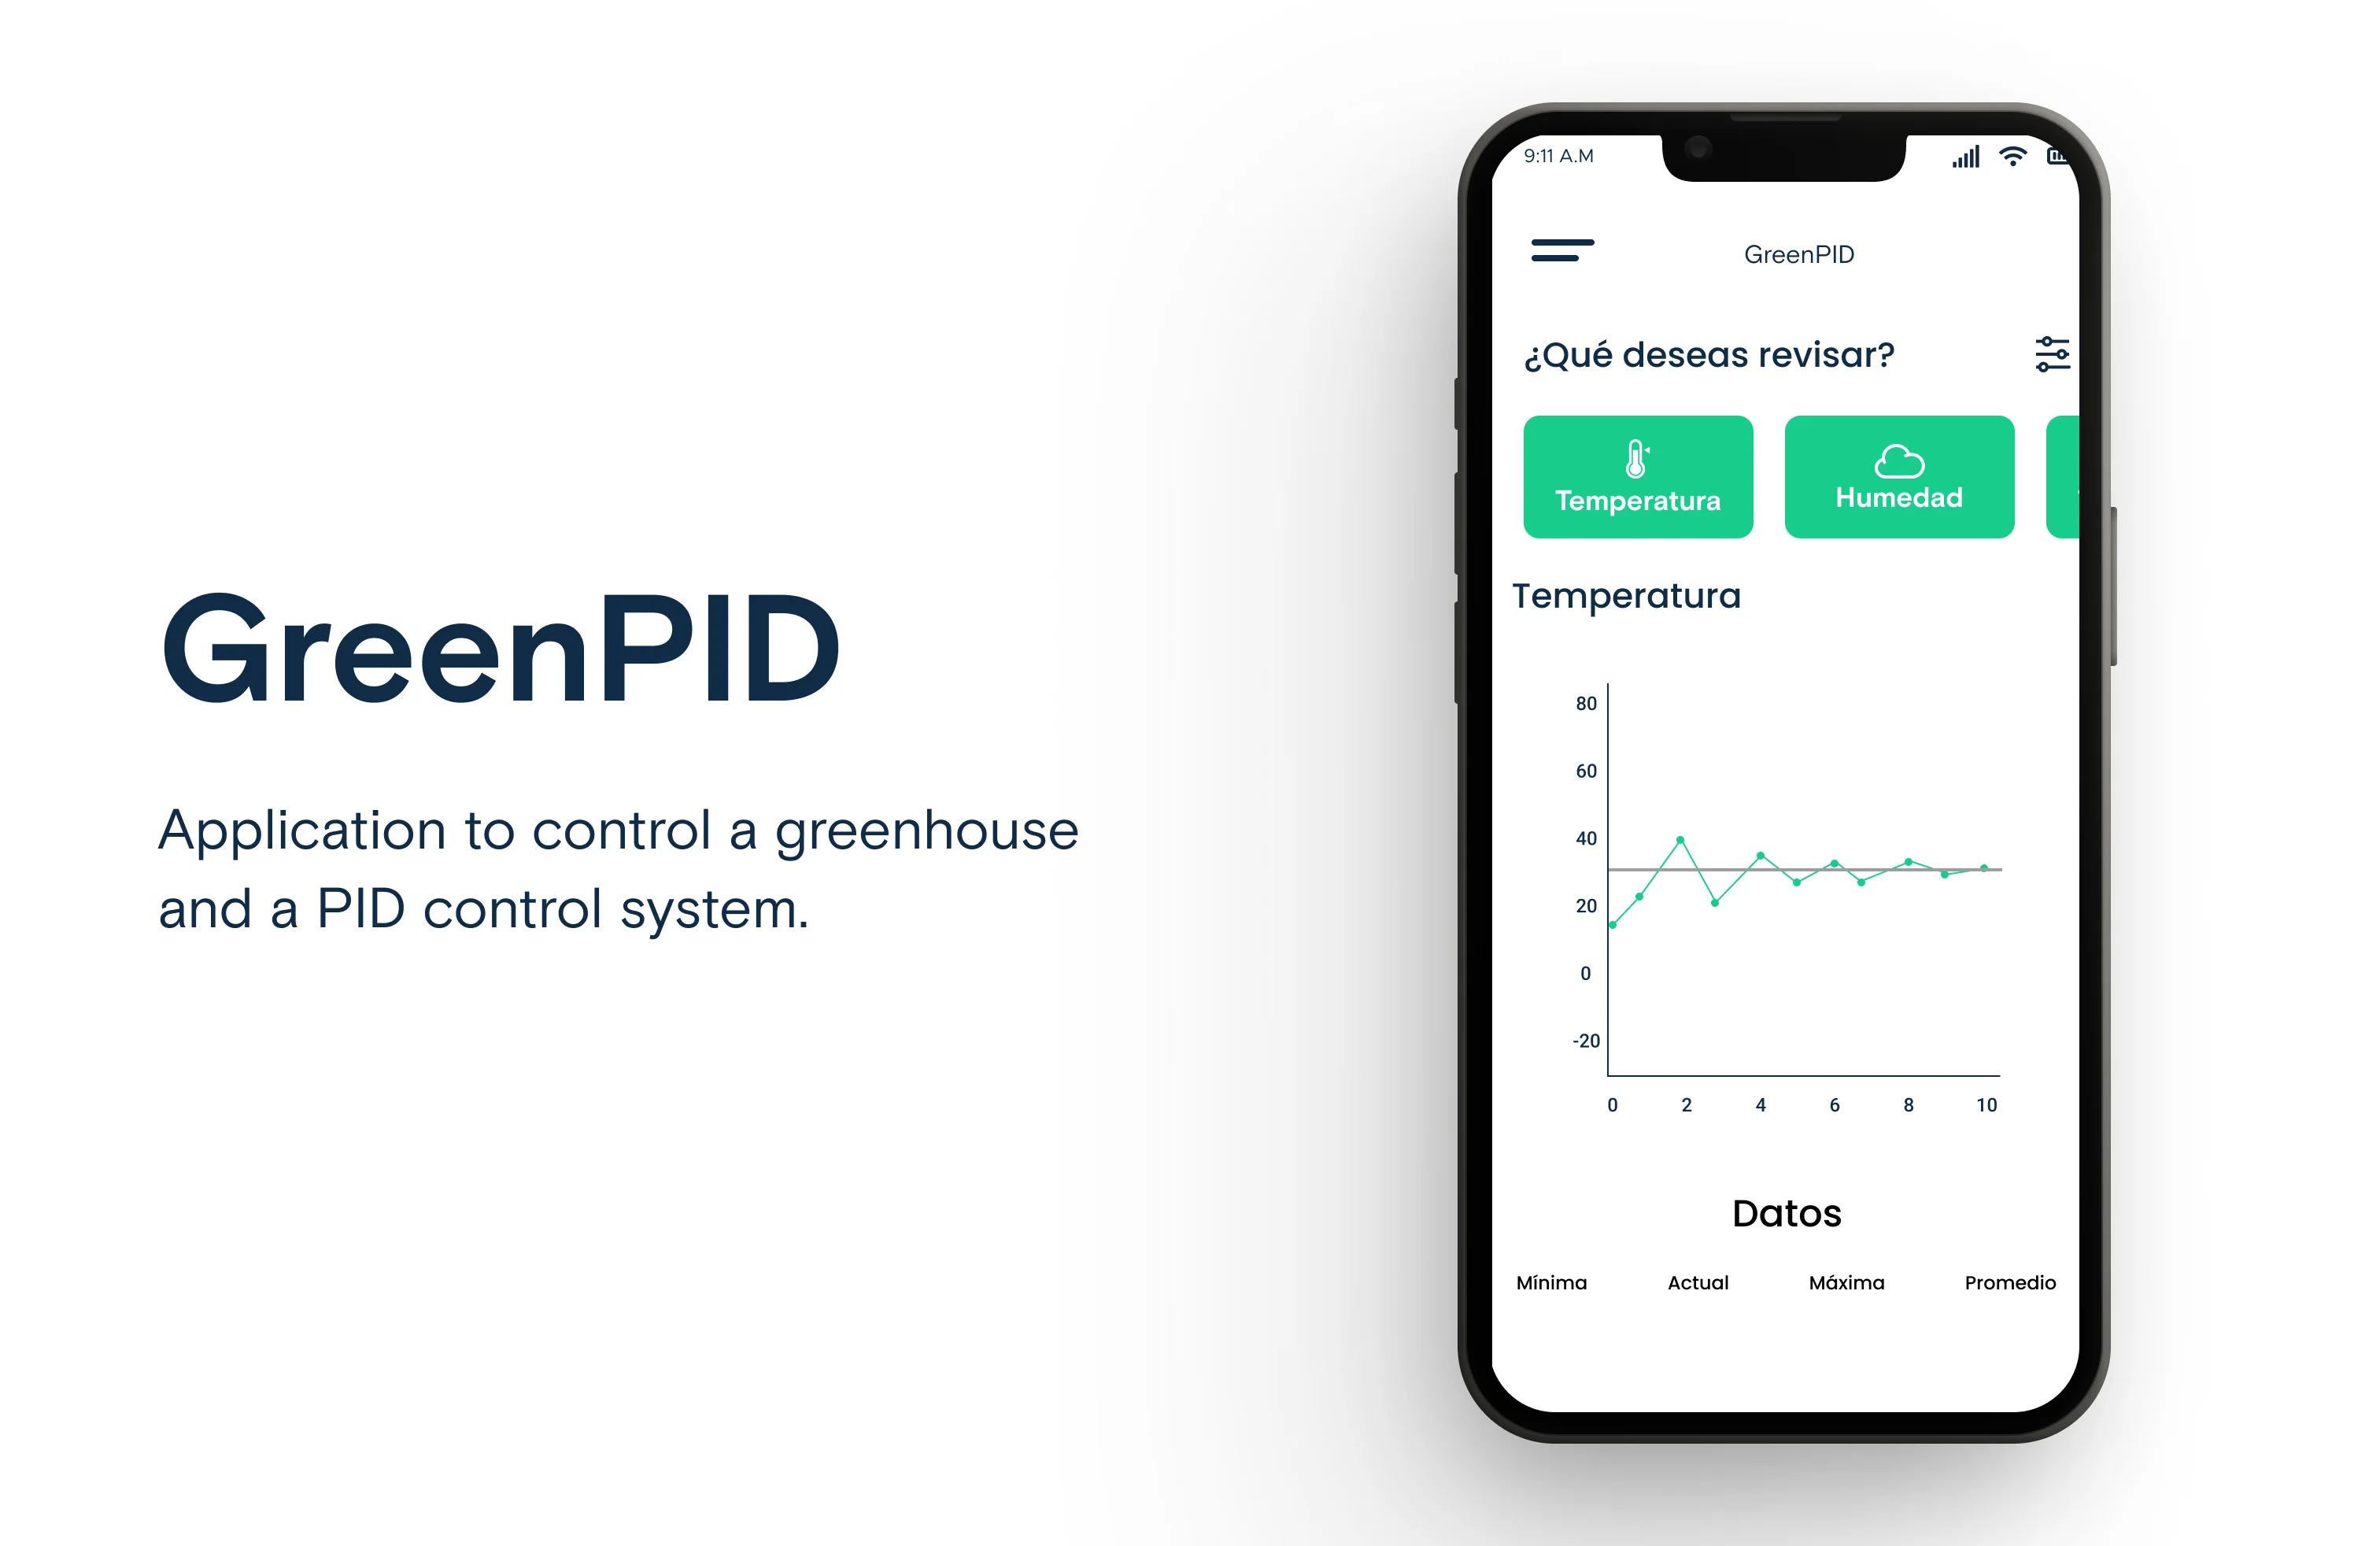 GreenPID
Application to control a greenhouse
and a PID control system.
9:11 A.M
GreenPID
¿Qué deseas revisar?
Temperatura
Humedad
Temperatura
80
60
40
20
0
-20
0 2 4 6 8 10
Datos
Mínima Actual Máxima Promedio